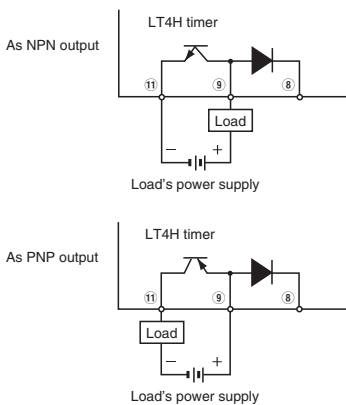 LT4H timer
As NPN output
⑪ ⑨ ⑧
Load
− +
Load's power supply
LT4H timer
As PNP output
⑪ ⑨ ⑧
Load
− +
Load's power supply